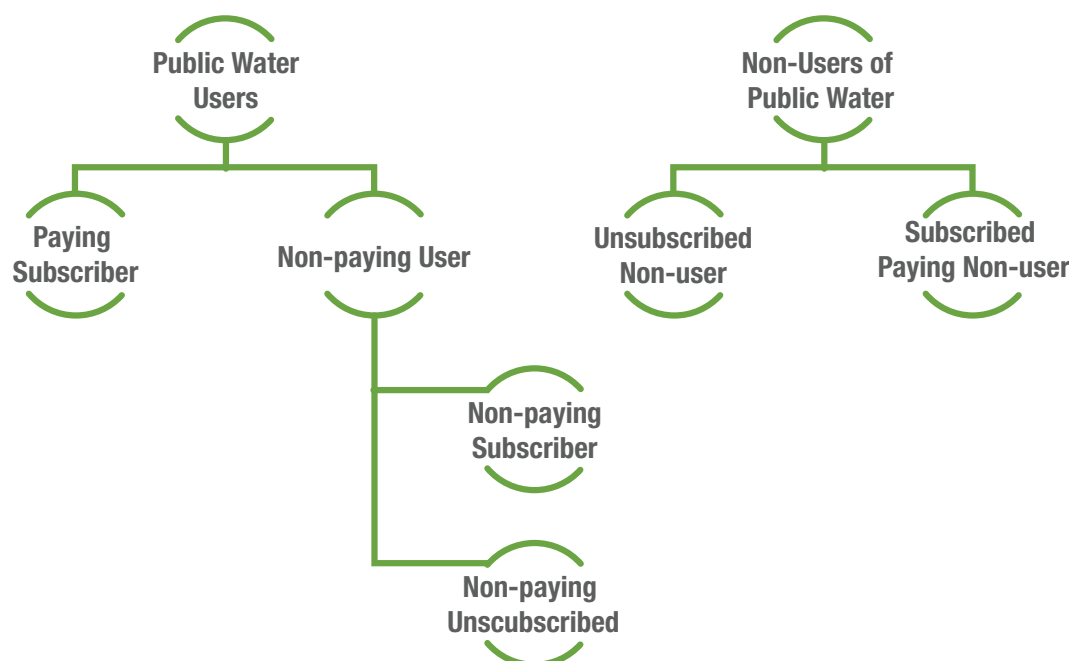 Public Water
Users
Non-Users of
Public Water
Paying
Subscriber
Non-paying User
Unsubscribed
Non-user
Subscribed
Paying Non-user
Non-paying
Subscriber
Non-paying
Unscubscribed